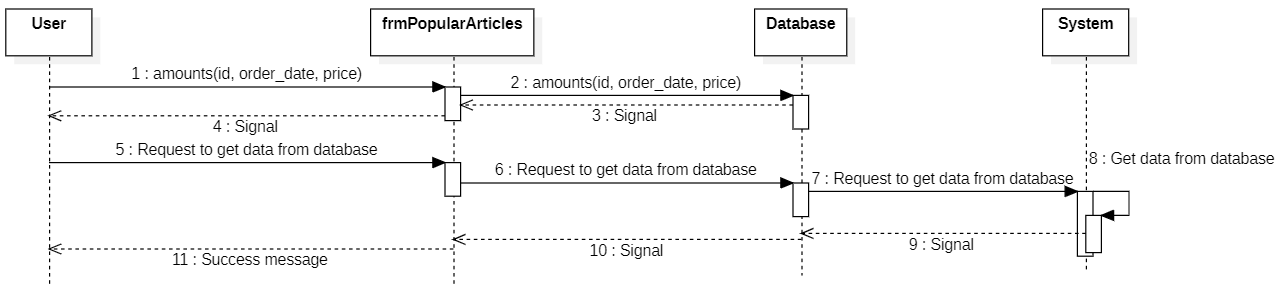 User
frmPopularArticles
Database
System
1 : amounts(id, order_date, price)
2 : amounts(id, order_date, price)
3 : Signal
4 : Signal
5 : Request to get data from database
6 : Request to get data from database
7 : Request to get data from database
8 : Get data from database
9 : Signal
10 : Signal
11 : Success message